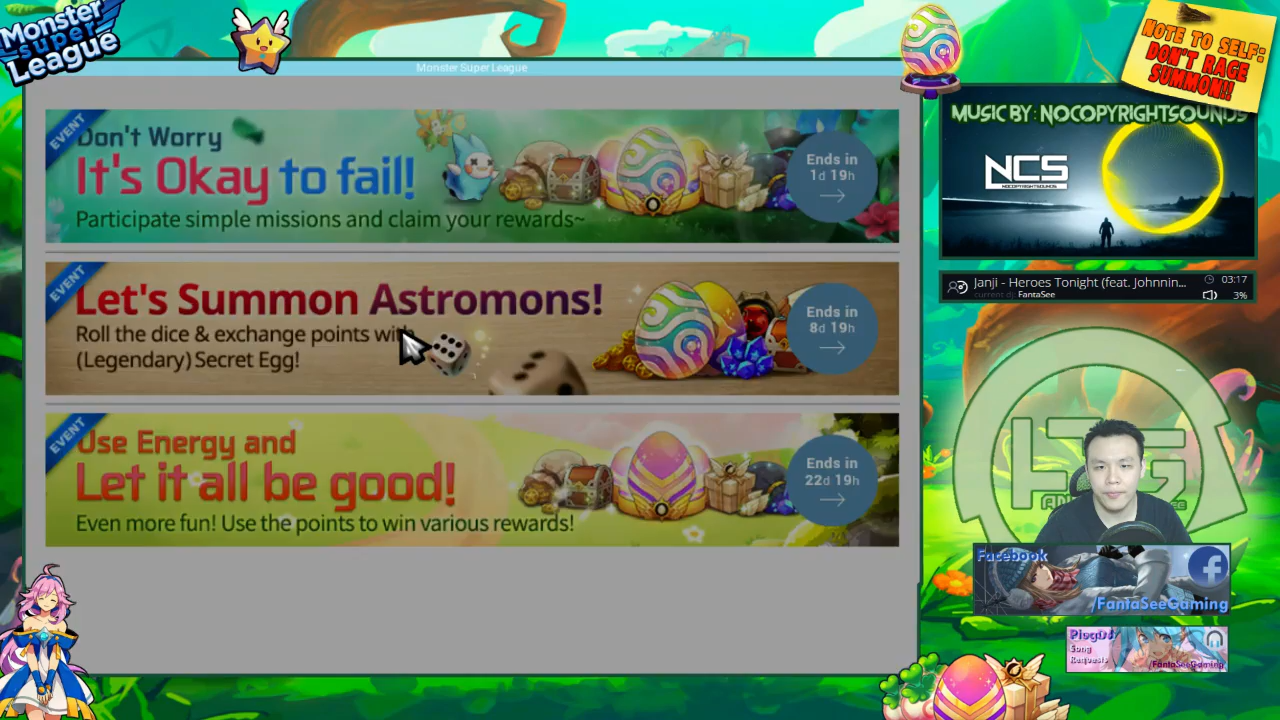 Monster
Super
League
Monster Super League
NOTE TO SELF:
DON'T RAGE
SUMMON!!
EVENT
Don't Worry
It's Okay to fail!
Participate simple missions and claim your rewards~
Ends in
1d 19h
EVENT
Let's Summon Astromons!
Roll the dice & exchange points with
(Legendary) Secret Egg!
Ends in
8d 19h
EVENT
Use Energy and
Let it all be good!
Even more fun! Use the points to win various rewards!
Ends in
22d 19h
MUSIC BY: NOCOPYRIGHTSOUNDS
NCS
NOCOPYRIGHTSOUNDS
Janji - Heroes Tonight (feat. Johnnin...
03:17
current dj: FantaSee
3%
Facebook
/FantaSeeGaming
Plugdj
Song
Requests
/FantaSeeGaming